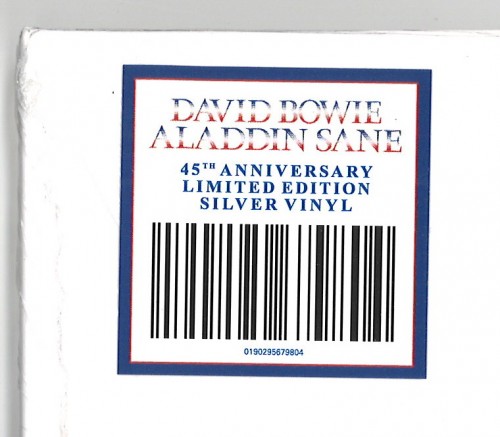 DAVID BOWIE
ALADDIN SANE
45TH ANNIVERSARY
LIMITED EDITION
SILVER VINYL
0190295679804